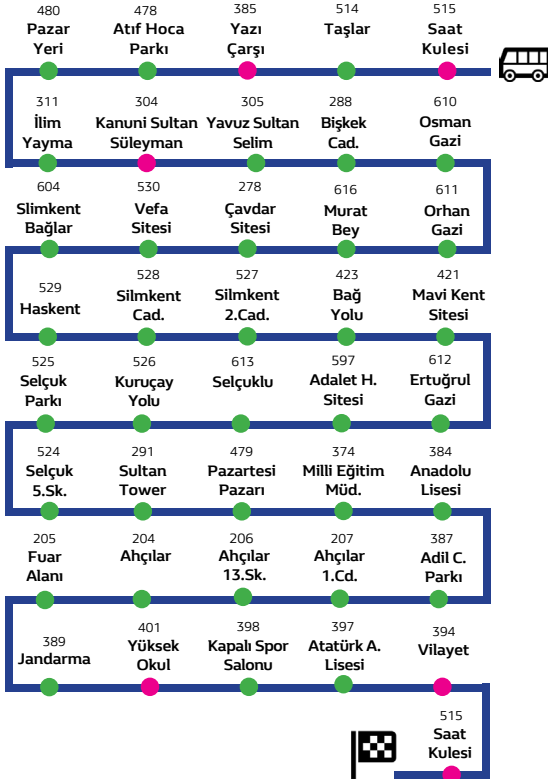 480 478 385 514 515
Pazar Atıf Hoca Yazı Taşlar Saat
Yeri Parkı Çarşı Kulesi
311 304 305 288 610
İlim Kanuni Sultan Yavuz Sultan Bişkek Osman
Yayma Süleyman Selim Cad. Gazi
604 530 278 616 611
Slimkent Vefa Çavdar Murat Orhan
Bağlar Sitesi Sitesi Bey Gazi
529 528 527 423 421
Haskent Silmkent Silmkent Bağ Mavi Kent
Cad. 2.Cad. Yolu Sitesi
525 526 613 597 612
Selçuk Kuruçay Selçuklu Adalet H. Ertuğrul
Parkı Yolu Sitesi Gazi
524 291 479 374 384
Selçuk Sultan Pazartesi Milli Eğitim Anadolu
5.Sk. Tower Pazarı Müd. Lisesi
205 204 206 207 387
Fuar Ahçılar Ahçılar Ahçılar Adil C.
Alanı 13.Sk. 1.Cd. Parkı
389 401 398 397 394
Jandarma Yüksek Kapalı Spor Atatürk A. Vilayet
Okul Salonu Lisesi
515
Saat
Kulesi